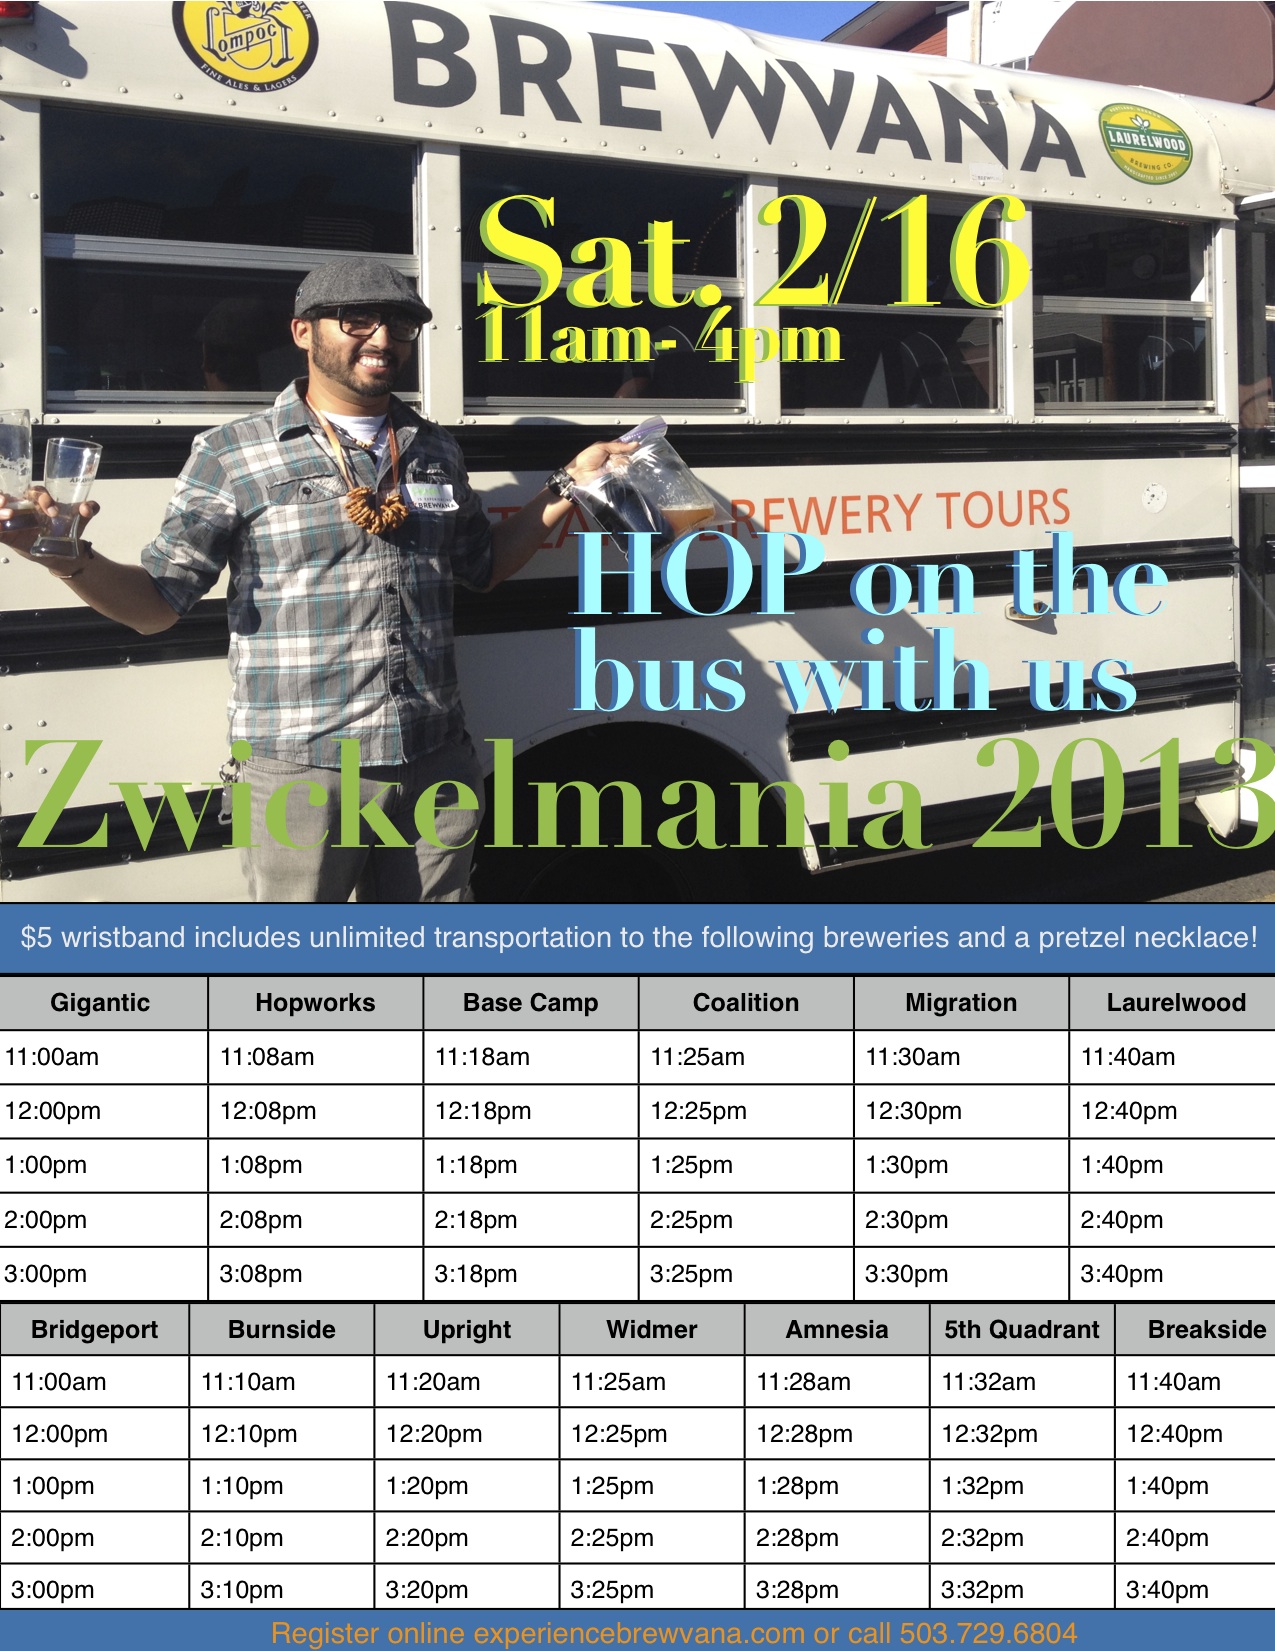 Lompoc
FINE ALES & LAGERS
BREWVANA
LAURELWOOD
BREWING CO.
Sat. 2/16
11am- 4pm
BREWERY TOURS
HOP on the
bus with us
Zwickelmania 2013
$5 wristband includes unlimited transportation to the following breweries and a pretzel necklace!
Gigantic Hopworks Base Camp Coalition Migration Laurelwood
11:00am 11:08am 11:18am 11:25am 11:30am 11:40am
12:00pm 12:08pm 12:18pm 12:25pm 12:30pm 12:40pm
1:00pm 1:08pm 1:18pm 1:25pm 1:30pm 1:40pm
2:00pm 2:08pm 2:18pm 2:25pm 2:30pm 2:40pm
3:00pm 3:08pm 3:18pm 3:25pm 3:30pm 3:40pm
Bridgeport Burnside Upright Widmer Amnesia 5th Quadrant Breakside
11:00am 11:10am 11:20am 11:25am 11:28am 11:32am 11:40am
12:00pm 12:10pm 12:20pm 12:25pm 12:28pm 12:32pm 12:40pm
1:00pm 1:10pm 1:20pm 1:25pm 1:28pm 1:32pm 1:40pm
2:00pm 2:10pm 2:20pm 2:25pm 2:28pm 2:32pm 2:40pm
3:00pm 3:10pm 3:20pm 3:25pm 3:28pm 3:32pm 3:40pm
Register online experiencebrewvana.com or call 503.729.6804